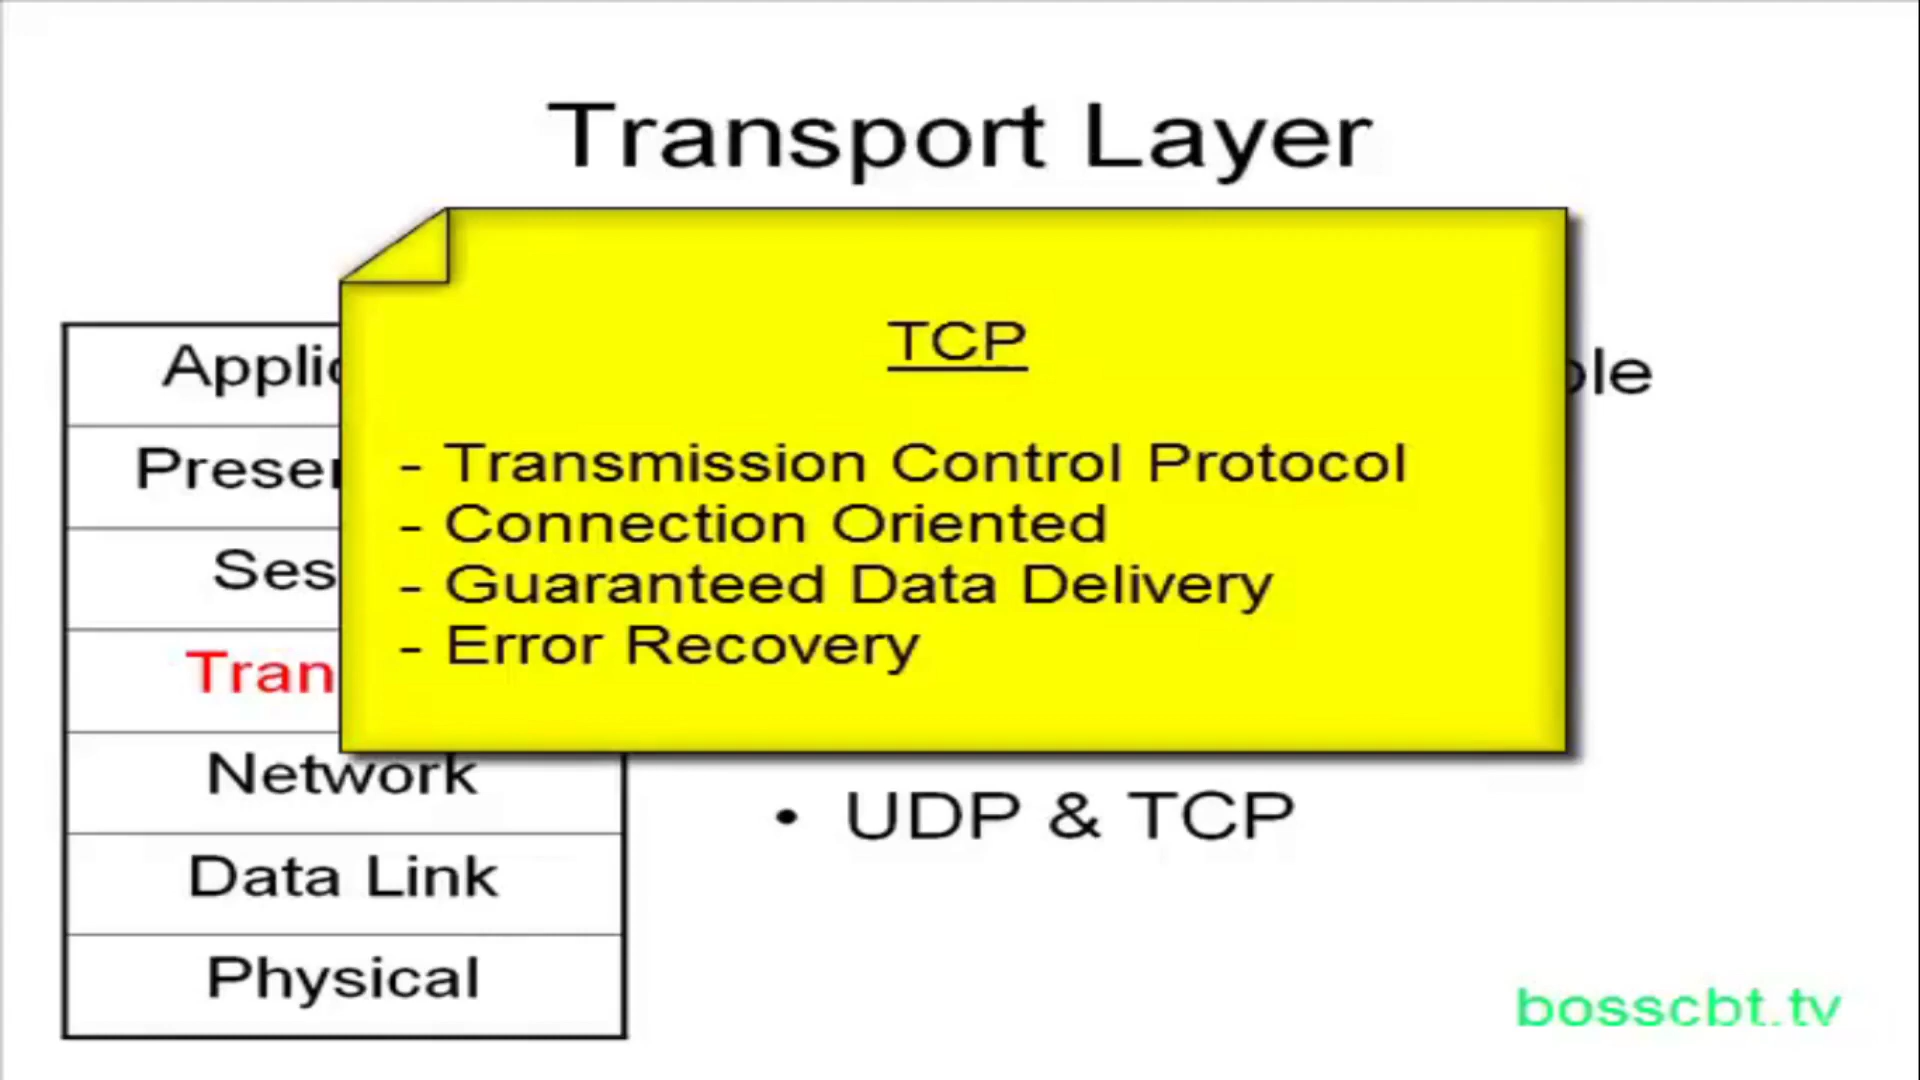 Transport Layer
TCP
- Transmission Control Protocol
- Connection Oriented
- Guaranteed Data Delivery
- Error Recovery
Network
Data Link
Physical
• UDP & TCP
bosscbt.tv